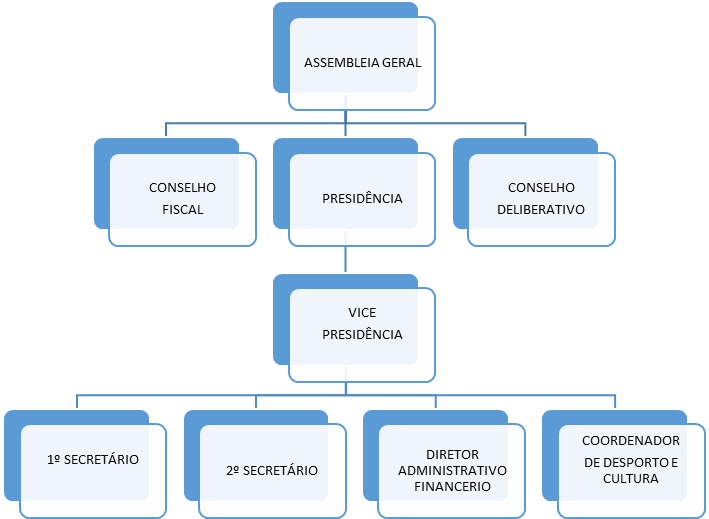 ASSEMBLEIA GERAL
CONSELHO
FISCAL
PRESIDÊNCIA
CONSELHO
DELIBERATIVO
VICE
PRESIDÊNCIA
1º SECRETÁRIO
2º SECRETÁRIO
DIRETOR
ADMINISTRATIVO
FINANCERIO
COORDENADOR
DE DESPORTO E
CULTURA